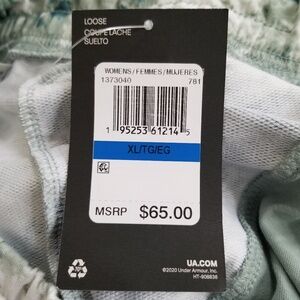 LOOSE
COUPE LÂCHE
SUELTO
WOMENS/FEMMES/MUJERES
1373040 781
1 95253 61214 5
XL/TG/EG
MSRP $65.00
UA.COM
©2020 Under Armour, Inc.
HT-908836